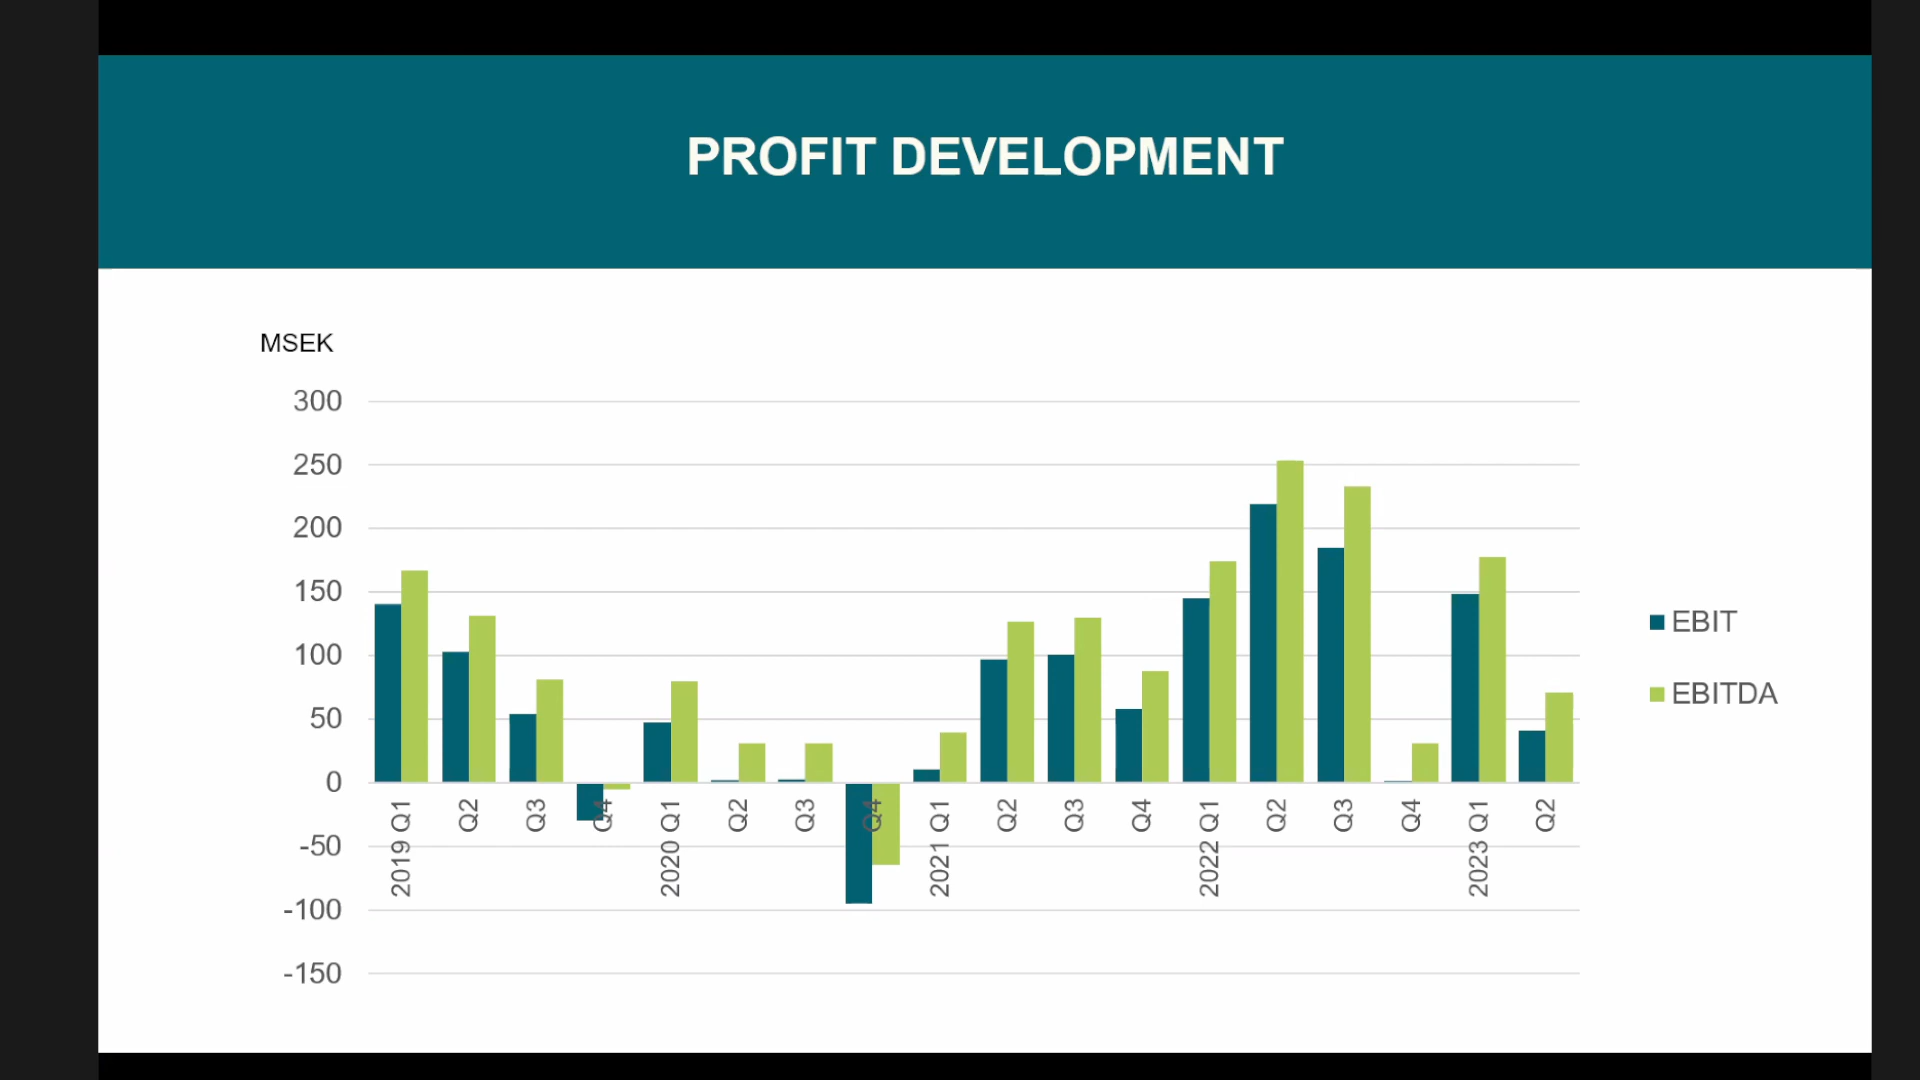 PROFIT DEVELOPMENT
MSEK
300
250
200
150
100
50
0
-50
-100
-150
2019 Q1
Q2
Q3
Q4
2020 Q1
Q2
Q3
Q4
2021 Q1
Q2
Q3
Q4
2022 Q1
Q2
Q3
Q4
2023 Q1
Q2
EBIT
EBITDA